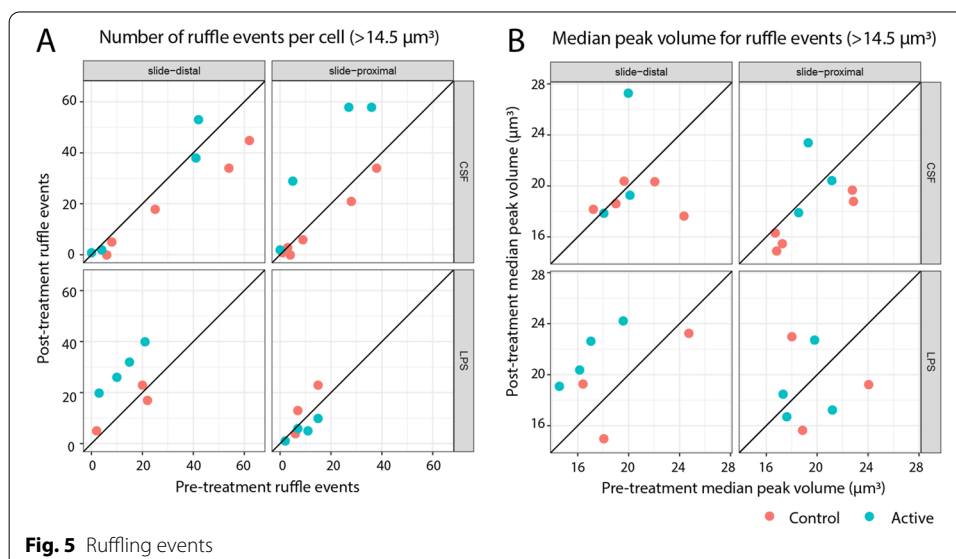 A
Number of ruffle events per cell (>14.5 µm³)
slide-distal
slide-proximal
CSF
LPS
60
40
20
0
60
40
20
0
Post-treatment ruffle events
0 20 40 60
0 20 40 60
Pre-treatment ruffle events
B
Median peak volume for ruffle events (>14.5 µm³)
slide-distal
slide-proximal
CSF
LPS
28
24
20
16
28
24
20
16
Post-treatment median peak volume (µm³)
16 20 24 28
16 20 24 28
Pre-treatment median peak volume (µm³)
Control
Active
Fig. 5 Ruffling events